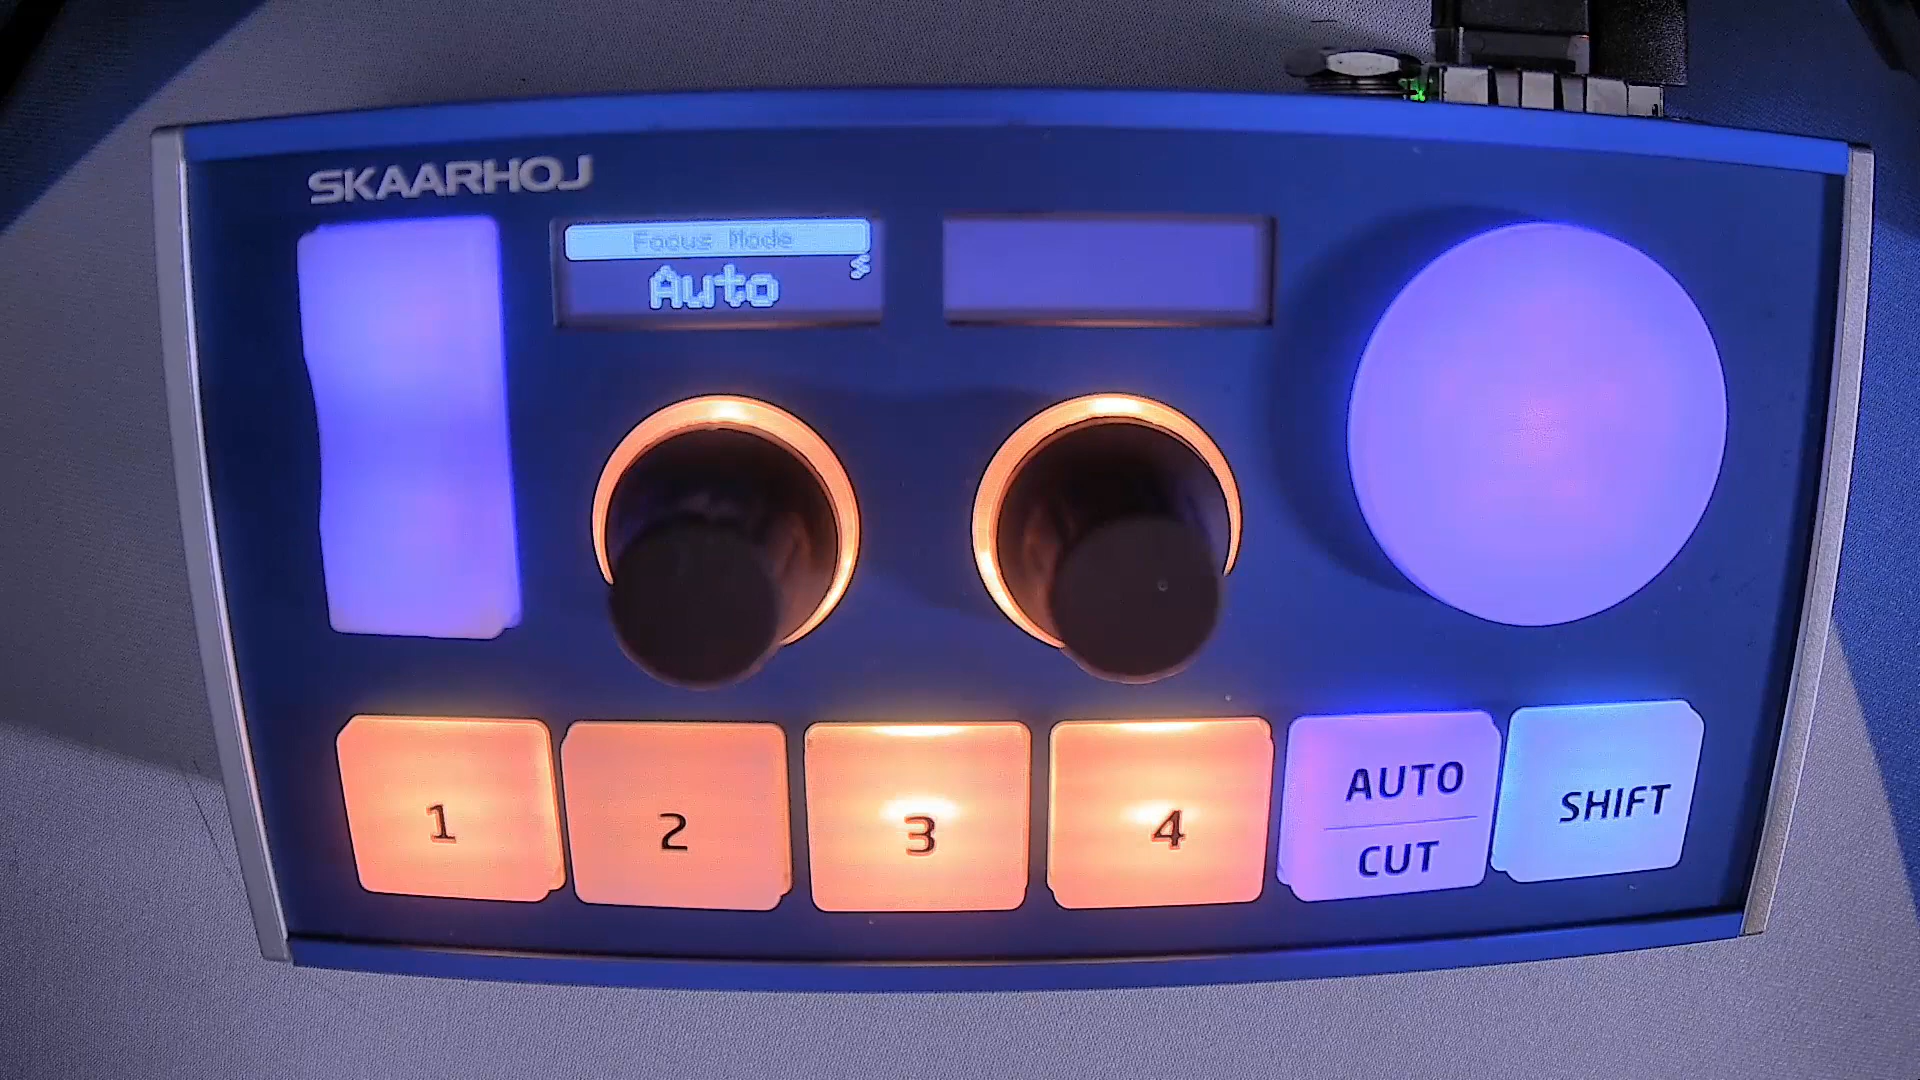 SKAARHOJ
Focus Mode
Auto
1
2
3
4
AUTO
CUT
SHIFT